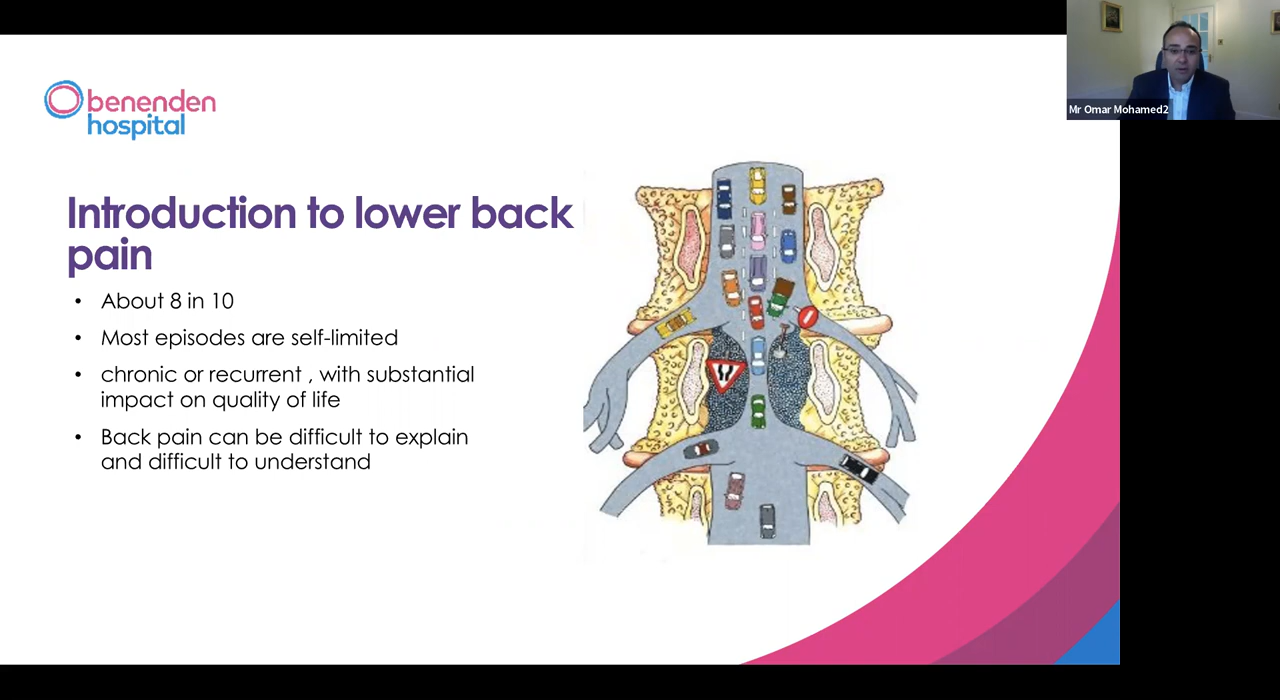 benenden
hospital
Mr Omar Mohamed2
Introduction to lower back
pain
• About 8 in 10
• Most episodes are self-limited
• chronic or recurrent , with substantial
impact on quality of life
• Back pain can be difficult to explain
and difficult to understand